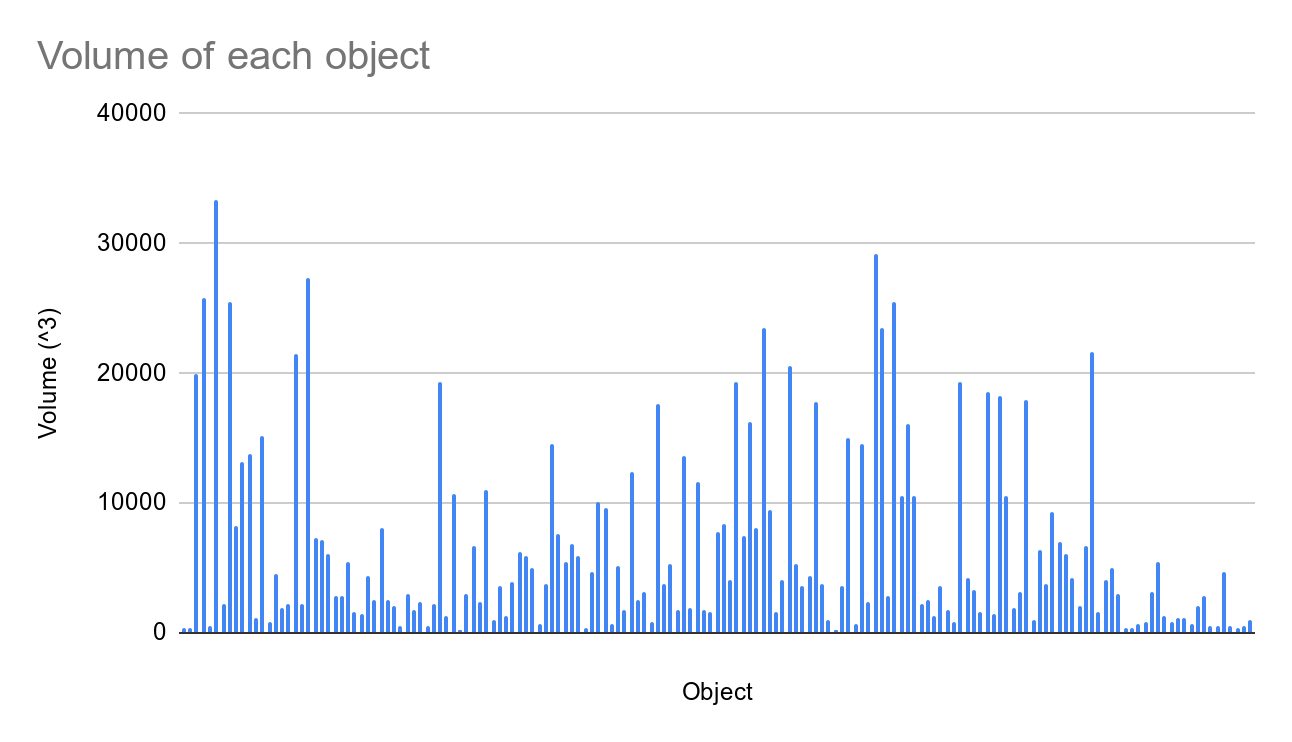 Volume of each object
40000
30000
20000
10000
0
Volume (^3)
Object